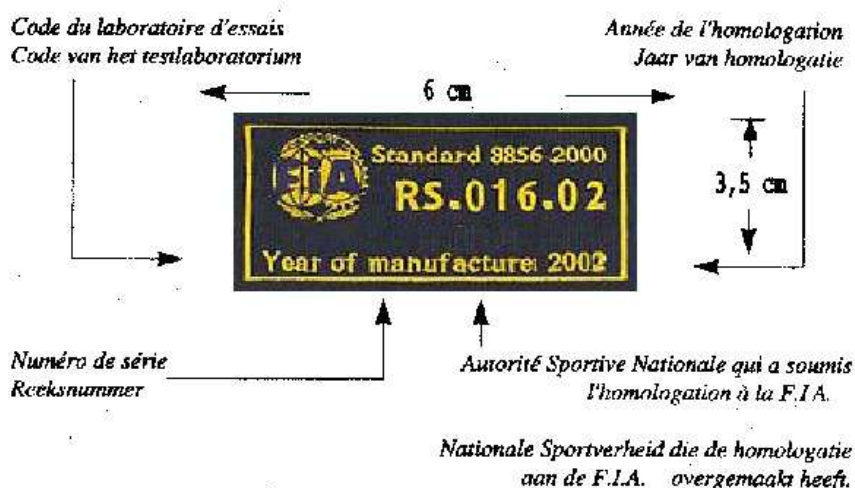 Code du laboratoire d'essais
Code van het testlaboratorium
Année de l'homologation
Jaar van homologatie
6 cm
FIA
Standard 8856 2000
RS.016.02
Year of manufacture: 2002
3,5 cm
Numéro de série
Reeksnummer
Autorité Sportive Nationale qui a soumis
l'homologation à la F.I.A.
Nationale Sportverheid die de homologatie
aan de F.I.A. overgemaakt heeft.